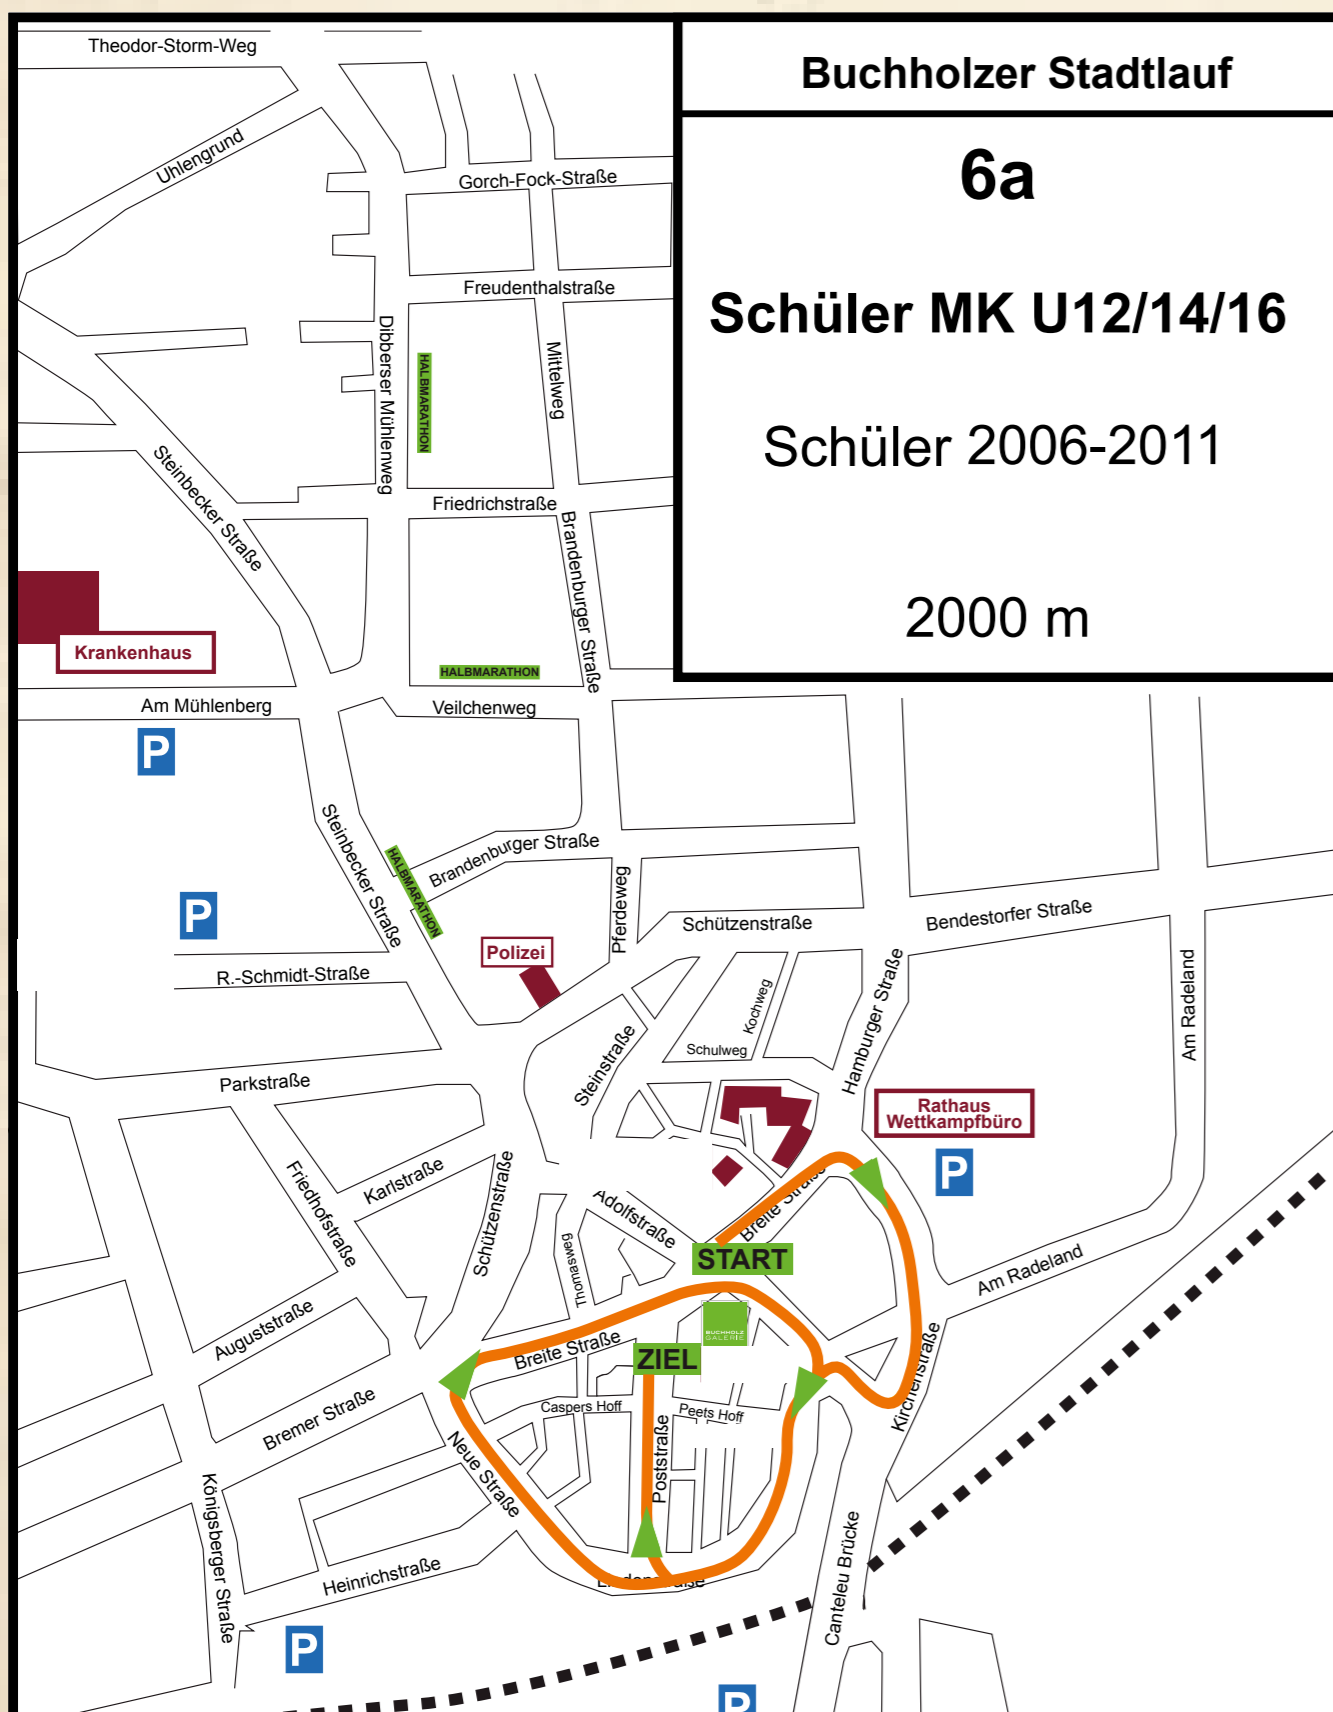 Buchholzer Stadtlauf
6a
Schüler MK U12/14/16
Schüler 2006-2011
2000 m
Theodor-Storm-Weg
Uhlengrund
Gorch-Fock-Straße
Freudenthalstraße
Dibberser Mühlenweg
HALBMARATHON
Mittelweg
Steinbecker Straße
Friedrichstraße
Brandenburger Straße
Krankenhaus
HALBMARATHON
Am Mühlenberg
Veilchenweg
P
Steinbecker Straße
HALBMARATHON
Brandenburger Straße
Pferdeweg
P
Schützenstraße
Bendestorfer Straße
Polizei
R.-Schmidt-Straße
Hamburger Straße
Am Radeland
Kochweg
Schulweg
Steinstraße
Parkstraße
Rathaus
Wettkampfbüro
P
Karlstraße
Friedhofstraße
Schützenstraße
Adolfstraße
Breite Straße
Thomasweg
START
Am Radeland
Auguststraße
BUCHHOLZ
GALERIE
Breite Straße
ZIEL
Kirchenstraße
Caspers Hoff
Peets Hoff
Bremer Straße
Neue Straße
Poststraße
Königsberger Straße
Heinrichstraße
Lindenstraße
Canteleu Brücke
P
P